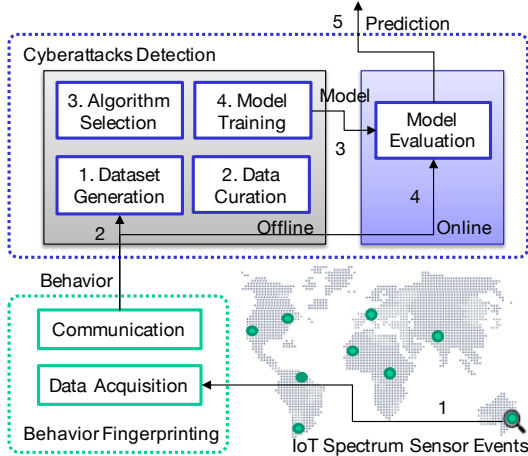 5 Prediction
Cyberattacks Detection
3. Algorithm
Selection
4. Model
Training
Model
3
Model
Evaluation
1. Dataset
Generation
2. Data
Curation
4
2
Offline
Online
Behavior
Communication
Data Acquisition
1
Behavior Fingerprinting
IoT Spectrum Sensor Events